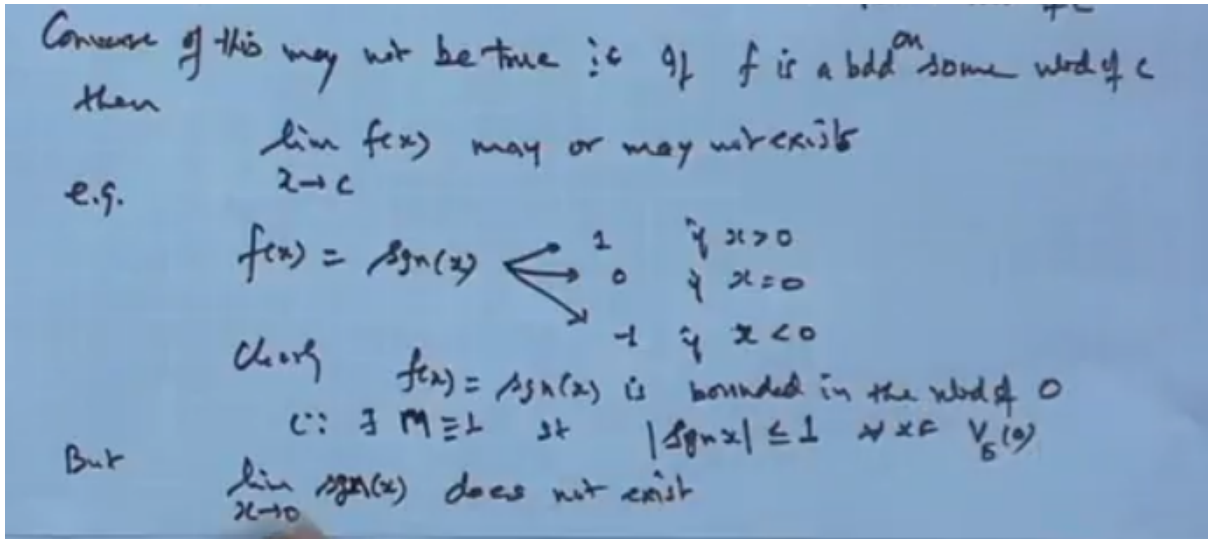 Converse of this may not be true i.e If f is a bdd on some nbd of c
then
lim f(x) may or may not exists
x→c
e.g.
f(x) = sgn(x) 1 if x>0
0 if x=0
-1 if x<0
Clearly f(x) = sgn(x) is bounded in the nbd of 0
(∵ ∃ M≡1 st |sgn x| ≤ 1 ∀ x∈ V_δ(0)
But
lim sgn(x) does not exist
x→0